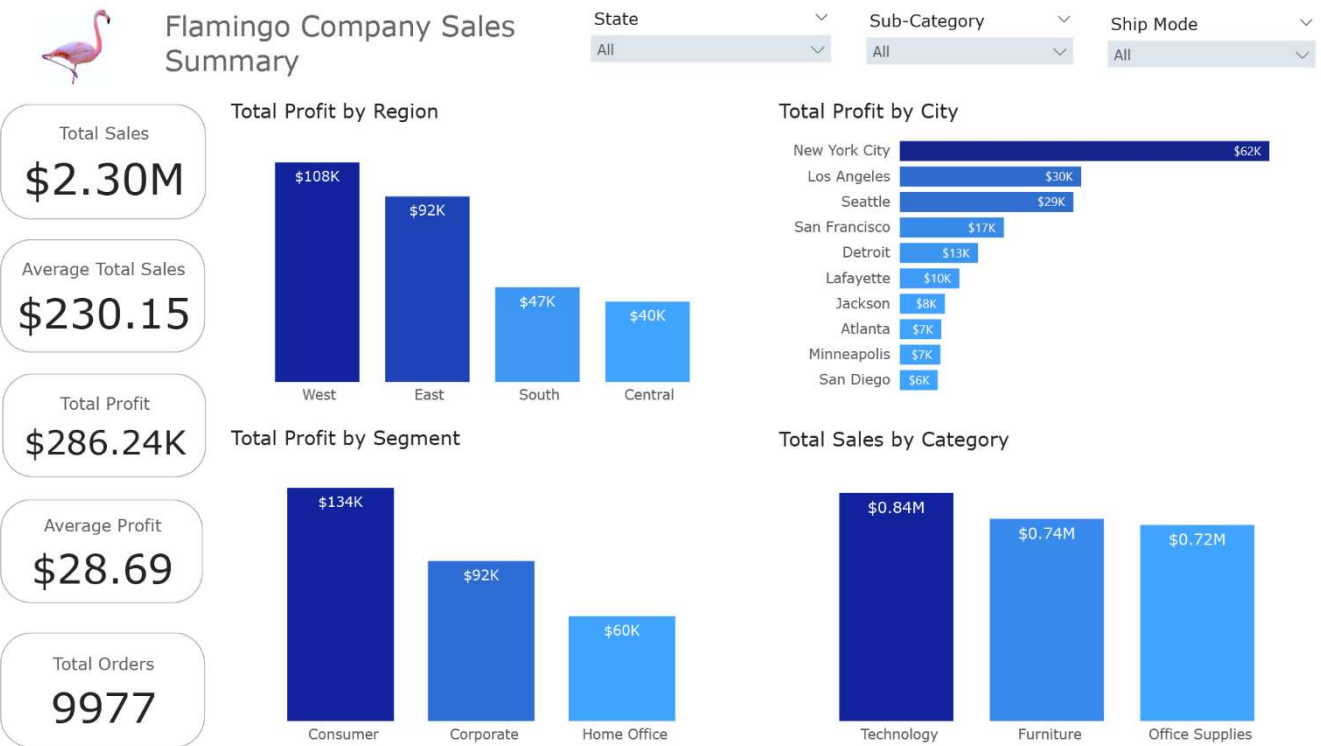 Flamingo Company Sales
Summary
State
All
Sub-Category
All
Ship Mode
All
Total Sales
$2.30M
Average Total Sales
$230.15
Total Profit
$286.24K
Average Profit
$28.69
Total Orders
9977
Total Profit by Region
$108K
$92K
$47K
$40K
West
East
South
Central
Total Profit by City
New York City
$62K
Los Angeles
$30K
Seattle
$29K
San Francisco
$17K
Detroit
$13K
Lafayette
$10K
Jackson
$8K
Atlanta
$7K
Minneapolis
$7K
San Diego
$6K
Total Profit by Segment
$134K
$92K
$60K
Consumer
Corporate
Home Office
Total Sales by Category
$0.84M
$0.74M
$0.72M
Technology
Furniture
Office Supplies